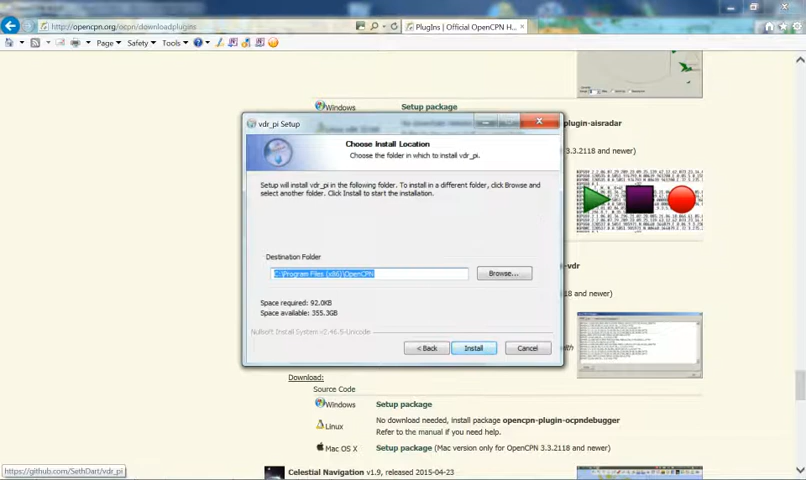 http://opencpn.org/ocpn/downloadplugins
PlugIns | Official OpenCPN H...
Page
Safety
Tools
Windows
Setup package
plugin-aisradar
3.3.2118 and newer)
-vdr
and newer)
vdr_pi Setup
Choose Install Location
Choose the folder in which to install vdr_pi.
Setup will install vdr_pi in the following folder. To install in a different folder, click Browse and
select another folder. Click Install to start the installation.
Destination Folder
C:\Program Files (x86)\OpenCPN
Browse...
Space required: 92.0KB
Space available: 355.3GB
Nullsoft Install System v2.46.5-Unicode
< Back
Install
Cancel
Download:
Source Code
Windows
Setup package
Linux
No download needed, install package opencpn-plugin-ocpndebugger
Refer to the manual if you need help.
Mac OS X
Setup package (Mac version only for OpenCPN 3.3.2118 and newer)
Celestial Navigation v1.9, released 2015-04-23
https://github.com/SethDart/vdr_pi